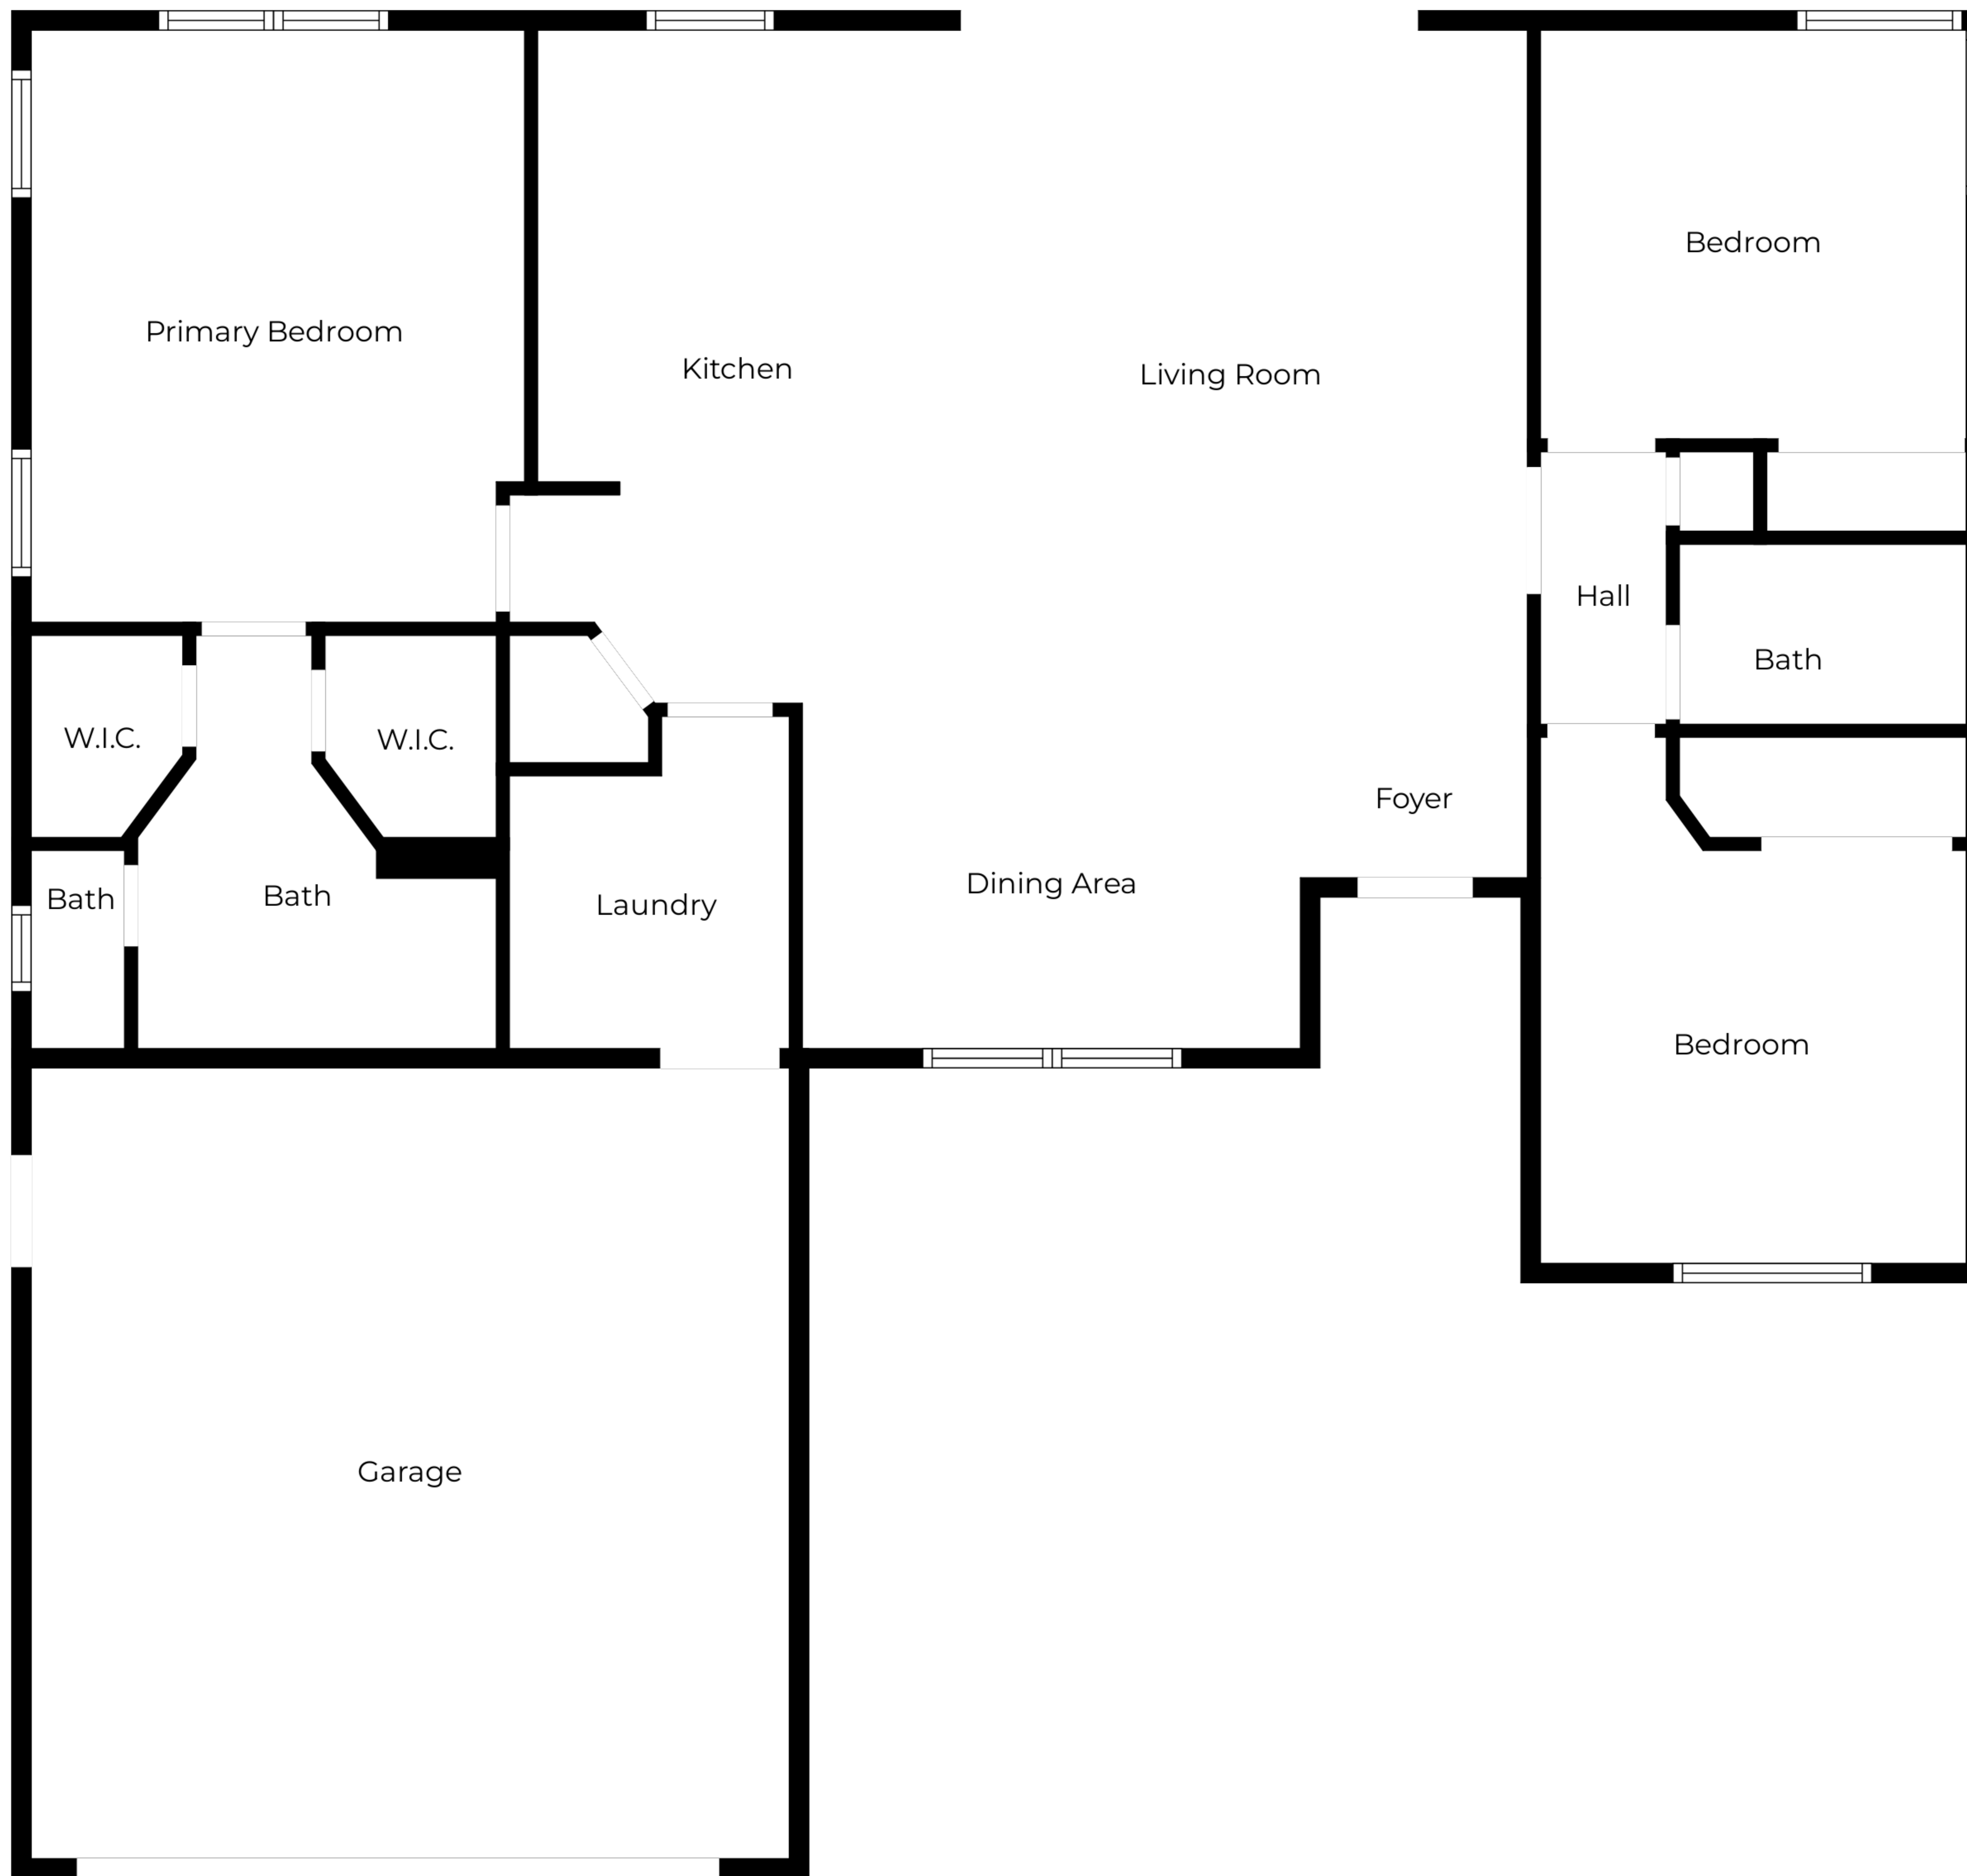 Bedroom
Primary Bedroom
Kitchen
Living Room
Hall
Bath
W.I.C.
W.I.C.
Foyer
Bath
Bath
Laundry
Dining Area
Bedroom
Garage